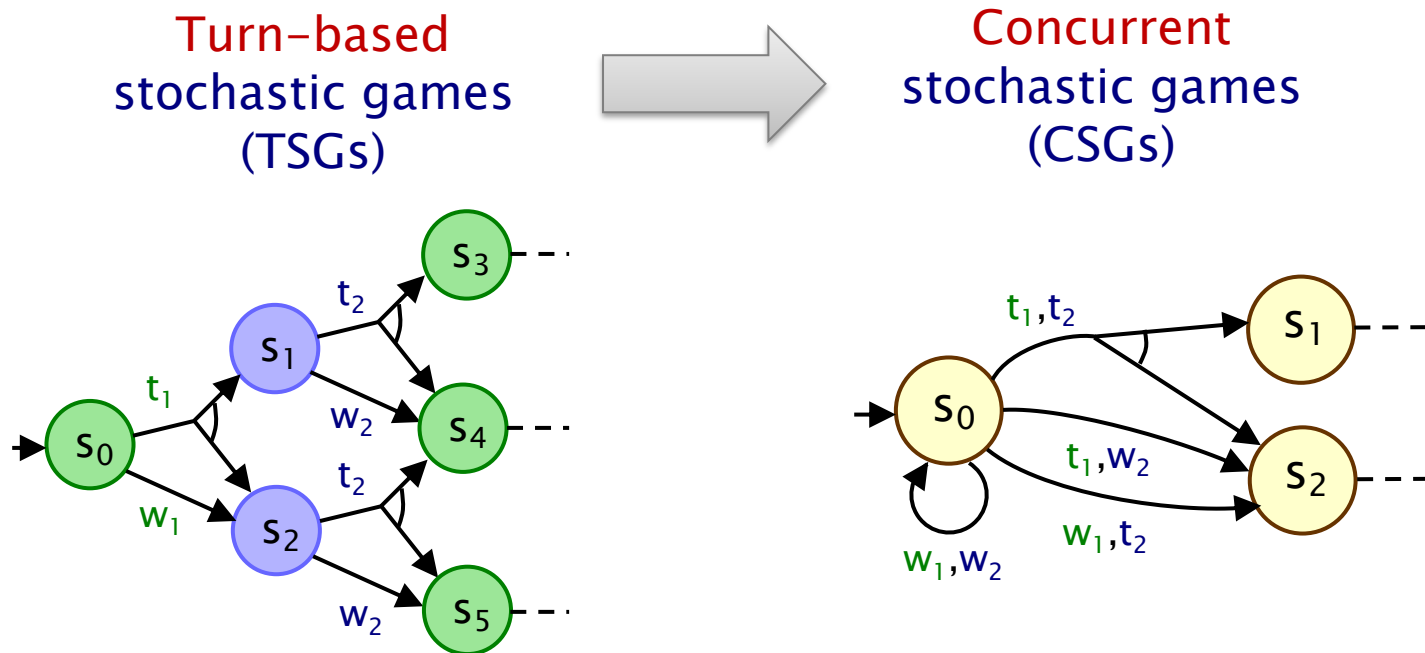 Turn-based
stochastic games
(TSGs)
Concurrent
stochastic games
(CSGs)
s₃
t₂
s₁
t₁
w₂
s₄
s₀
t₂
w₁
s₂
w₂
s₅
t₁,t₂
s₁
s₀
t₁,w₂
s₂
w₁,t₂
w₁,w₂